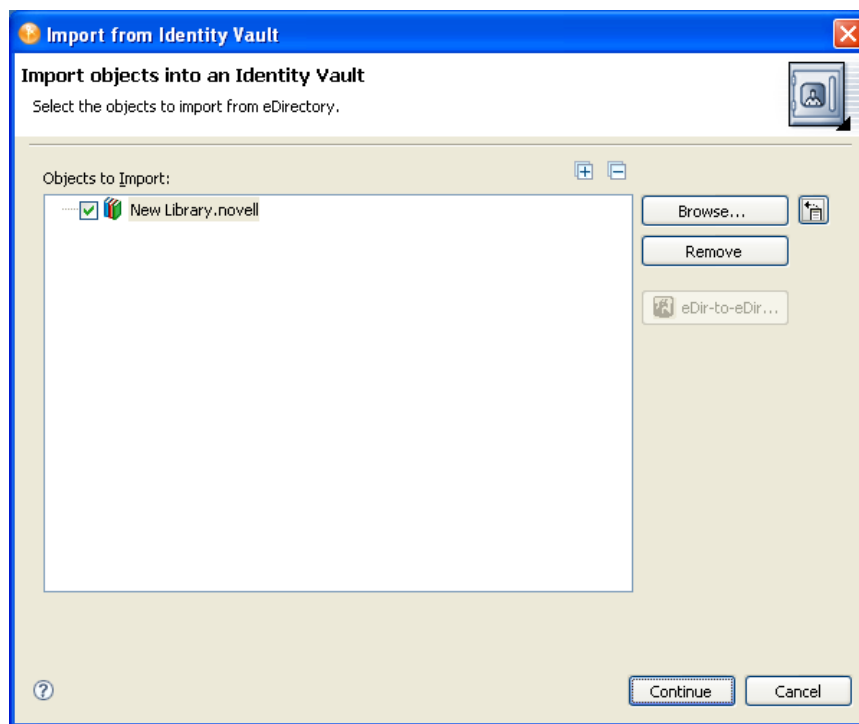 Import from Identity Vault
Import objects into an Identity Vault
Select the objects to import from eDirectory.
Objects to Import:
New Library.novell
Browse...
Remove
eDir-to-eDir...
Continue
Cancel